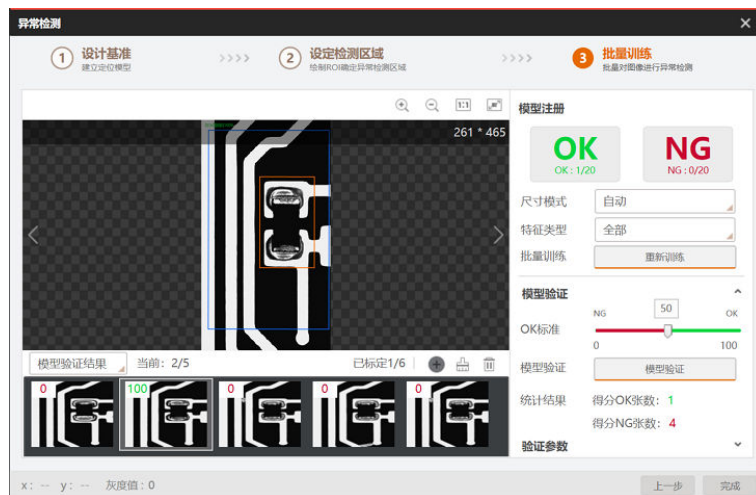 异常检测
1 设计基准
建立定位模型
>>>>
2 设定检测区域
绘制ROI确定异常检测区域
>>>>
3 批量训练
批量对图像进行异常检测
1:1
261 * 465
模型注册
OK
OK : 1/20
NG
NG : 0/20
尺寸模式 自动
特征类型 全部
批量训练 重新训练
模型验证
NG 50 OK
OK标准
0 100
模型验证 模型验证
统计结果 得分OK张数: 1
得分NG张数: 4
验证参数
模型验证结果 当前: 2/5 已标定1/6
0 100 0 0 0
x: -- y: -- 灰度值 : 0
上一步 完成